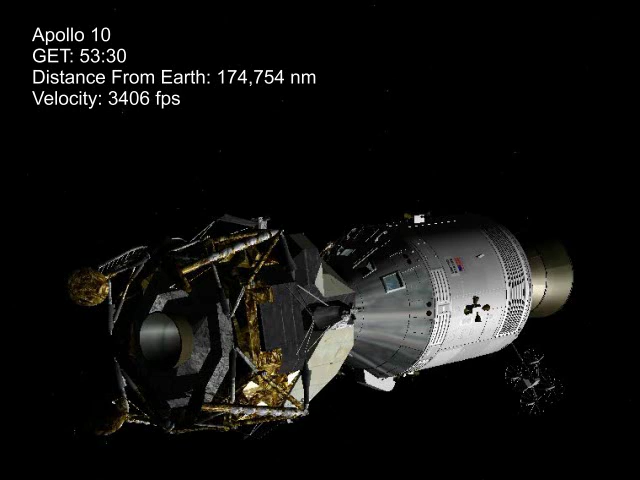 Apollo 10
GET: 53:30
Distance From Earth: 174,754 nm
Velocity: 3406 fps